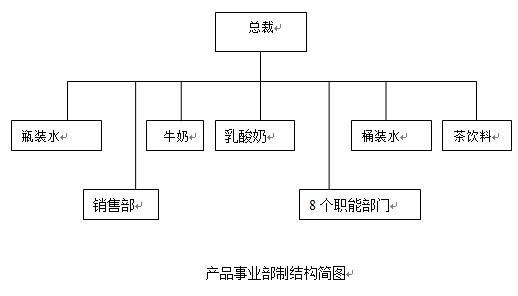 总裁
瓶装水
牛奶
乳酸奶
桶装水
茶饮料
销售部
8个职能部门
产品事业部制结构简图